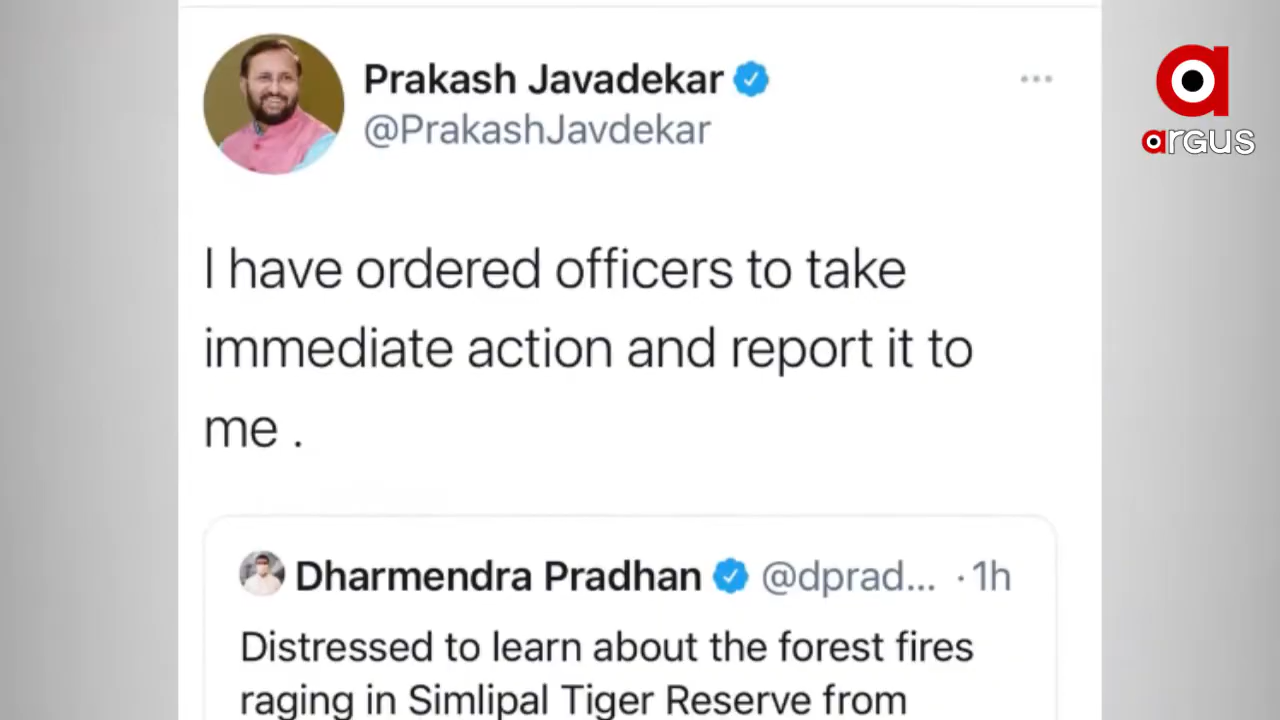 Prakash Javadekar
@PrakashJavdekar
argus
I have ordered officers to take
immediate action and report it to
me .
Dharmendra Pradhan @dprad... · 1h
Distressed to learn about the forest fires
raging in Simlipal Tiger Reserve from